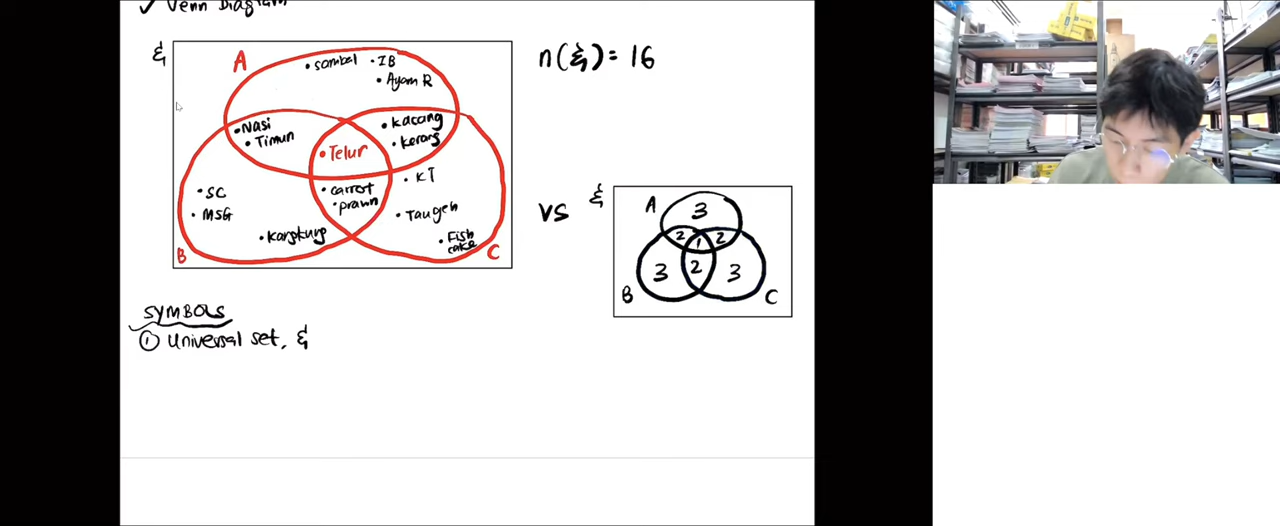 ✓ Venn Diagram
ξ
A
• sambal
• IB
• Ayam R
• Nasi
• Timun
• Kacang
• Kerang
• Telur
• carrot
• prawn
• KT
• SC
• MSG
• Taugeh
• Kangkung
• Fish
cake
B
C
n(ξ) = 16
VS
ξ
A
3
2
1
2
3
2
3
B
C
SYMBOLS
① Universal set, ξ